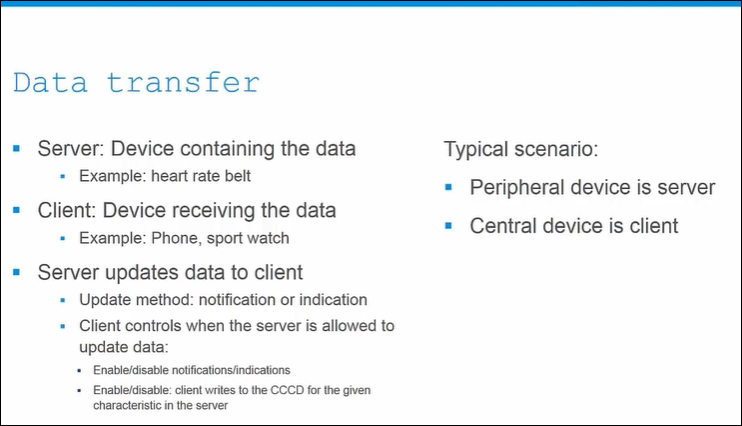 Data transfer
Server: Device containing the data
Example: heart rate belt
Client: Device receiving the data
Example: Phone, sport watch
Server updates data to client
Update method: notification or indication
Client controls when the server is allowed to
update data:
Enable/disable notifications/indications
Enable/disable: client writes to the CCCD for the given
characteristic in the server
Typical scenario:
Peripheral device is server
Central device is client